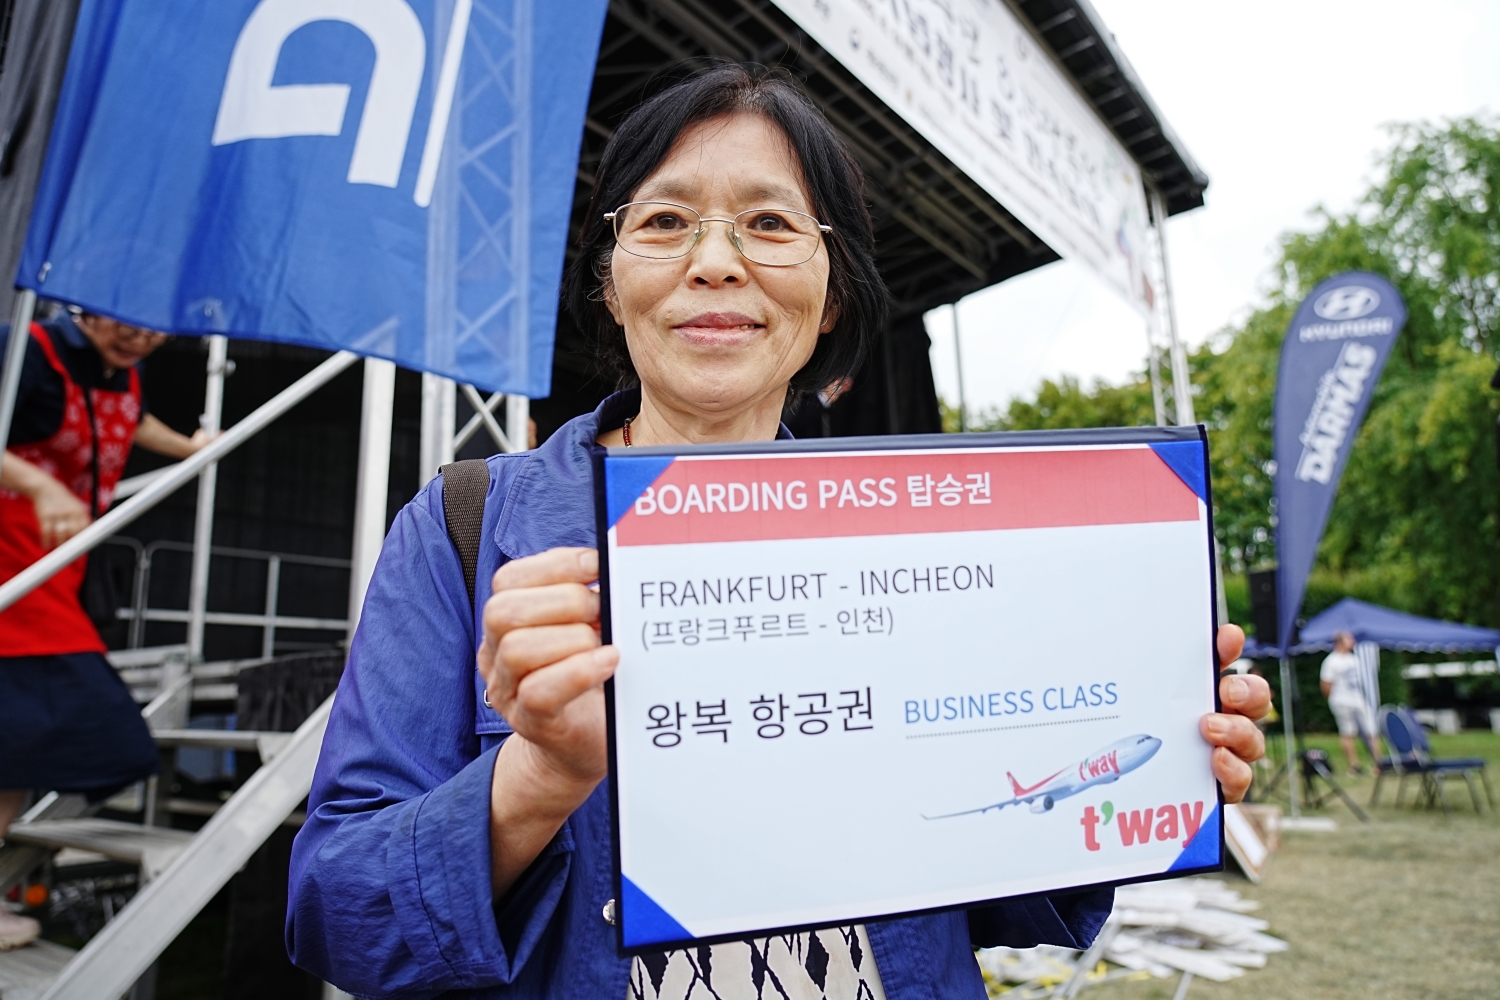 HYUNDAI
DARMAS
BOARDING PASS 탑승권
FRANKFURT - INCHEON
(프랑크푸르트 - 인천)
왕복 항공권 BUSINESS CLASS
t'way
t'way